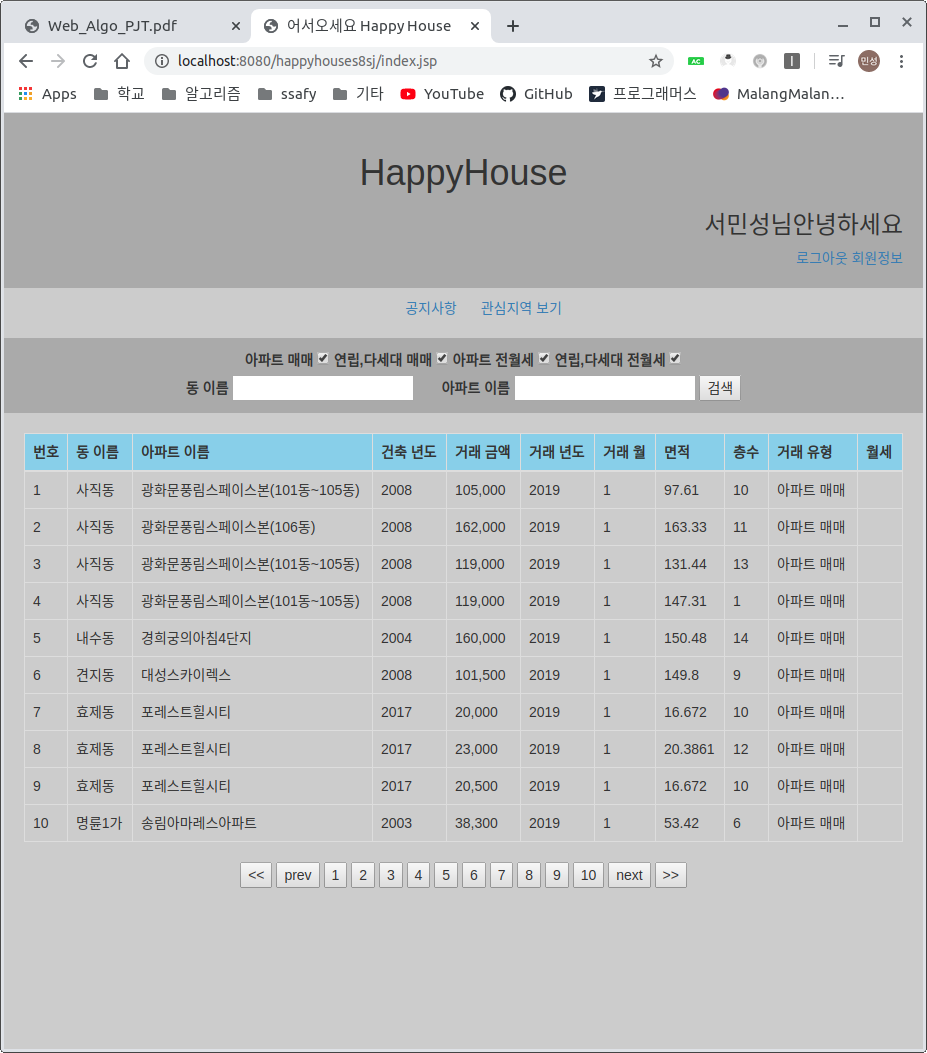 Web_Algo_PJT.pdf
어서오세요 Happy House
localhost:8080/happyhouses8sj/index.jsp
AC
민성
Apps 학교 알고리즘 ssafy 기타 YouTube GitHub 프로그래머스 MalangMalan...
HappyHouse
서민성님안녕하세요
로그아웃 회원정보
공지사항 관심지역 보기
아파트 매매 연립,다세대 매매 아파트 전월세 연립,다세대 전월세
동 이름 아파트 이름 검색
번호 동 이름 아파트 이름 건축 년도 거래 금액 거래 년도 거래 월 면적 층수 거래 유형 월세
1 사직동 광화문풍림스페이스본(101동~105동) 2008 105,000 2019 1 97.61 10 아파트 매매
2 사직동 광화문풍림스페이스본(106동) 2008 162,000 2019 1 163.33 11 아파트 매매
3 사직동 광화문풍림스페이스본(101동~105동) 2008 119,000 2019 1 131.44 13 아파트 매매
4 사직동 광화문풍림스페이스본(101동~105동) 2008 119,000 2019 1 147.31 1 아파트 매매
5 내수동 경희궁의아침4단지 2004 160,000 2019 1 150.48 14 아파트 매매
6 견지동 대성스카이렉스 2008 101,500 2019 1 149.8 9 아파트 매매
7 효제동 포레스트힐시티 2017 20,000 2019 1 16.672 10 아파트 매매
8 효제동 포레스트힐시티 2017 23,000 2019 1 20.3861 12 아파트 매매
9 효제동 포레스트힐시티 2017 20,500 2019 1 16.672 10 아파트 매매
10 명륜1가 송림아마레스아파트 2003 38,300 2019 1 53.42 6 아파트 매매
<< prev 1 2 3 4 5 6 7 8 9 10 next >>